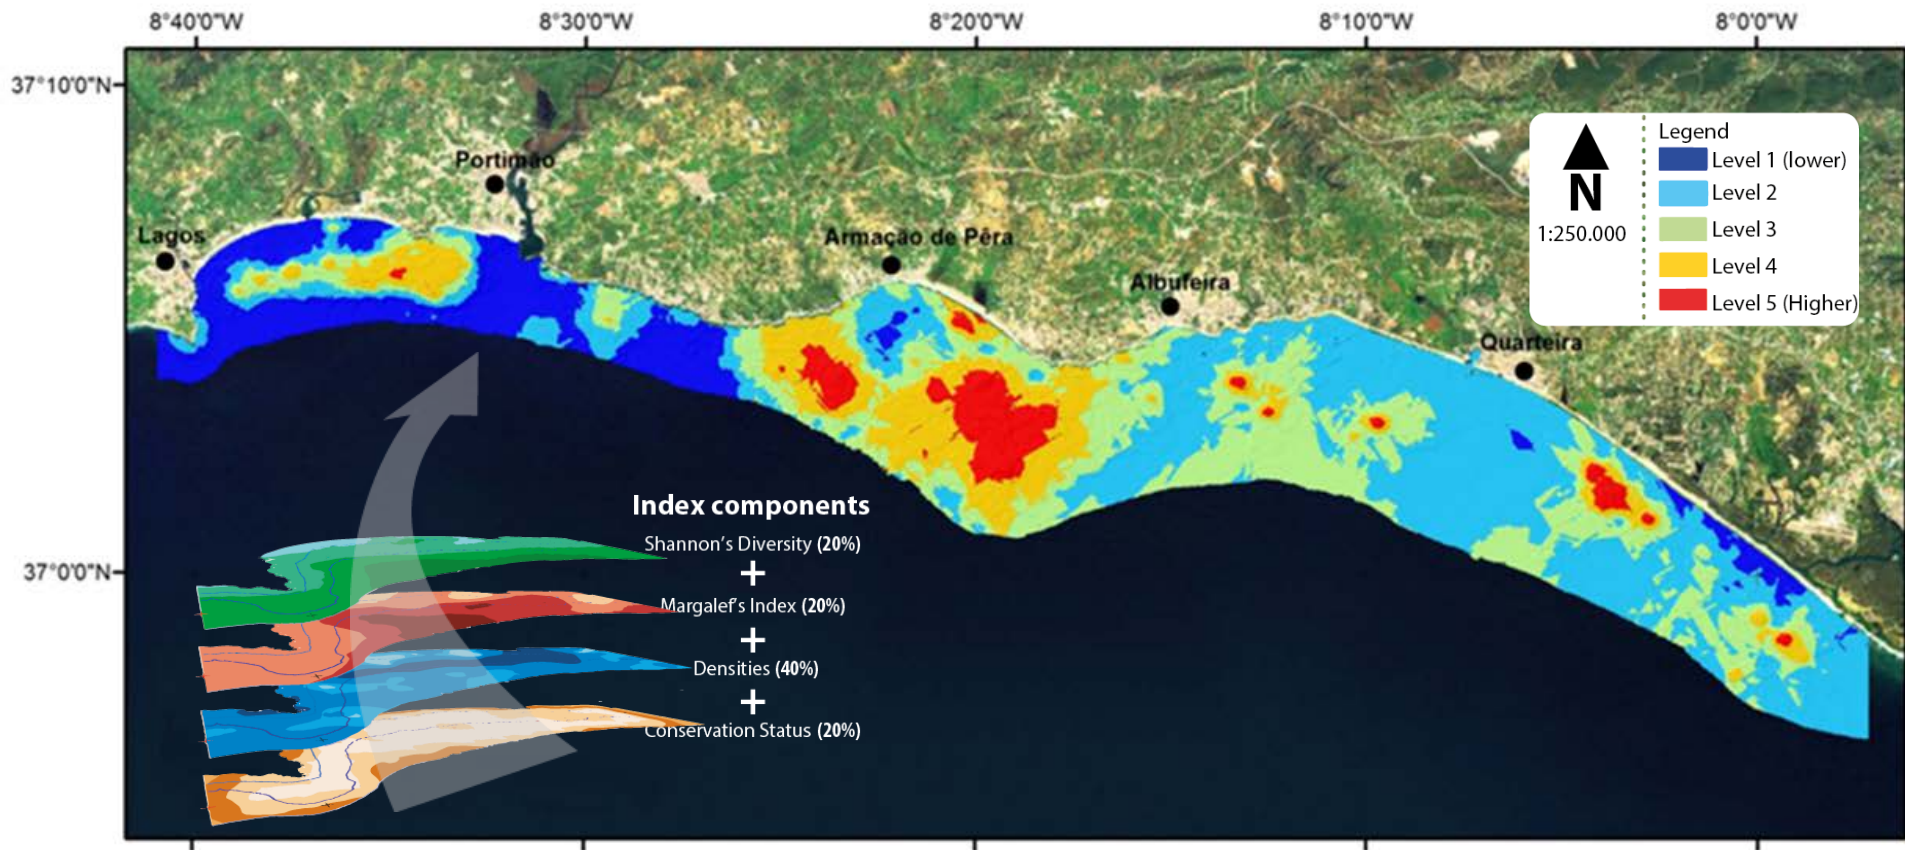 8°40'0"W 8°30'0"W 8°20'0"W 8°10'0"W 8°0'0"W
37°10'0"N
Legend
Level 1 (lower)
Level 2
N
Level 3
1:250.000
Level 4
Level 5 (Higher)
Portimão
Lagos
Armação de Pêra
Albufeira
Quarteira
Index components
Shannon's Diversity (20%)
+
37°0'0"N
Margalef's Index (20%)
+
Densities (40%)
+
Conservation Status (20%)